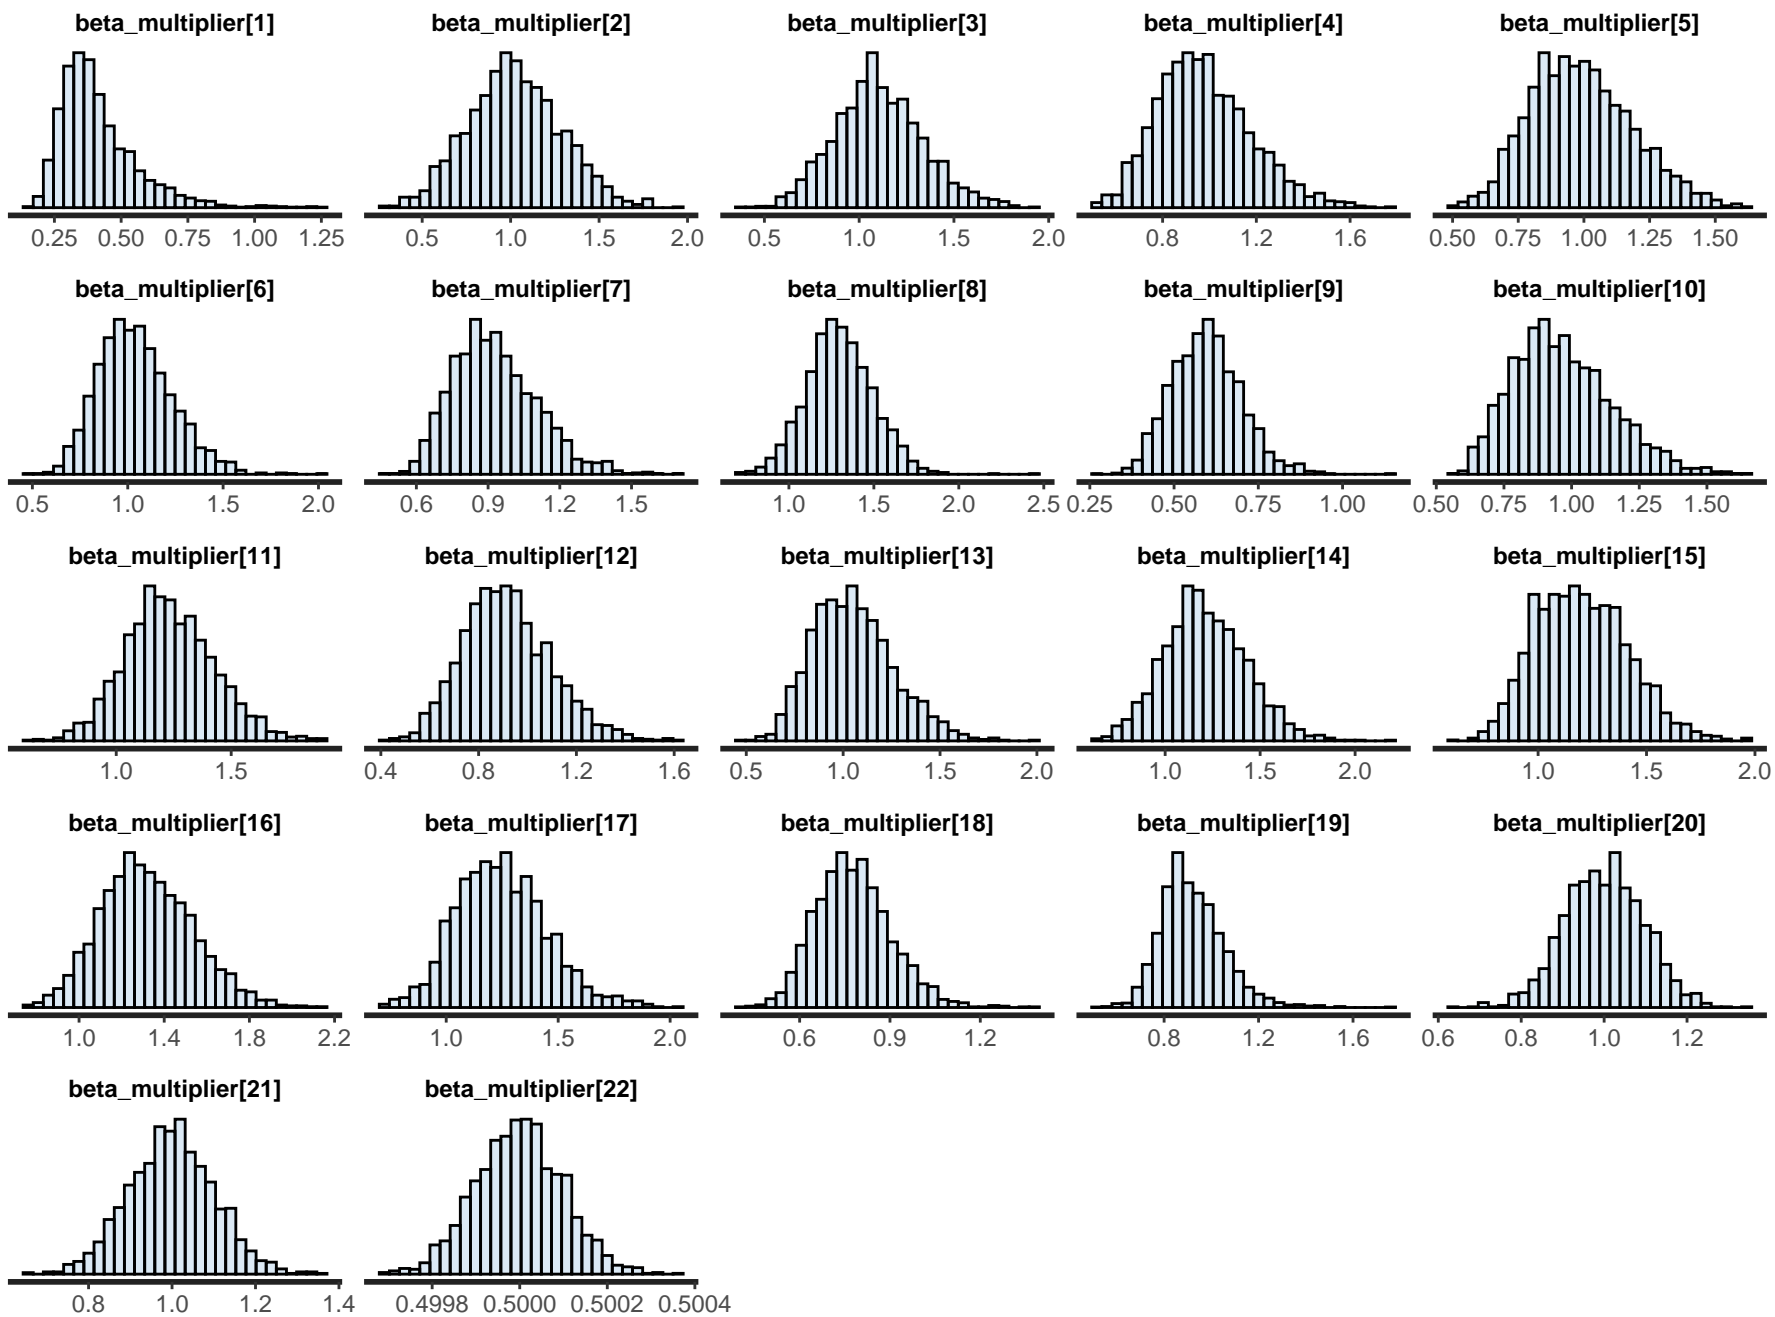 beta_multiplier[1] beta_multiplier[2] beta_multiplier[3] beta_multiplier[4] beta_multiplier[5]
0.25 0.50 0.75 1.00 1.25 0.5 1.0 1.5 2.0 0.5 1.0 1.5 2.0 0.8 1.2 1.6 0.50 0.75 1.00 1.25 1.50
beta_multiplier[6] beta_multiplier[7] beta_multiplier[8] beta_multiplier[9] beta_multiplier[10]
0.5 1.0 1.5 2.0 0.6 0.9 1.2 1.5 1.0 1.5 2.0 2.5 0.25 0.50 0.75 1.00 0.50 0.75 1.00 1.25 1.50
beta_multiplier[11] beta_multiplier[12] beta_multiplier[13] beta_multiplier[14] beta_multiplier[15]
1.0 1.5 0.4 0.8 1.2 1.6 0.5 1.0 1.5 2.0 1.0 1.5 2.0 1.0 1.5 2.0
beta_multiplier[16] beta_multiplier[17] beta_multiplier[18] beta_multiplier[19] beta_multiplier[20]
1.0 1.4 1.8 2.2 1.0 1.5 2.0 0.6 0.9 1.2 0.8 1.2 1.6 0.6 0.8 1.0 1.2
beta_multiplier[21] beta_multiplier[22]
0.8 1.0 1.2 1.4 0.4998 0.5000 0.5002 0.5004